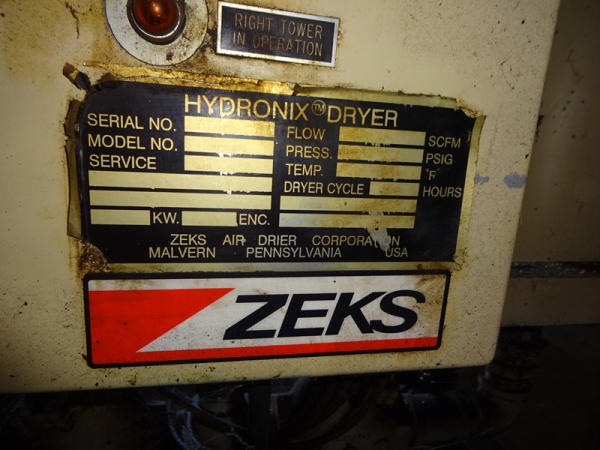 RIGHT TOWER
IN OPERATION
HYDRONIX™ DRYER
SERIAL NO.
MODEL NO.
SERVICE
KW. ENC.
FLOW SCFM
PRESS. PSIG
TEMP. °F
DRYER CYCLE HOURS
ZEKS AIR DRIER CORPORATION
MALVERN PENNSYLVANIA USA
ZEKS